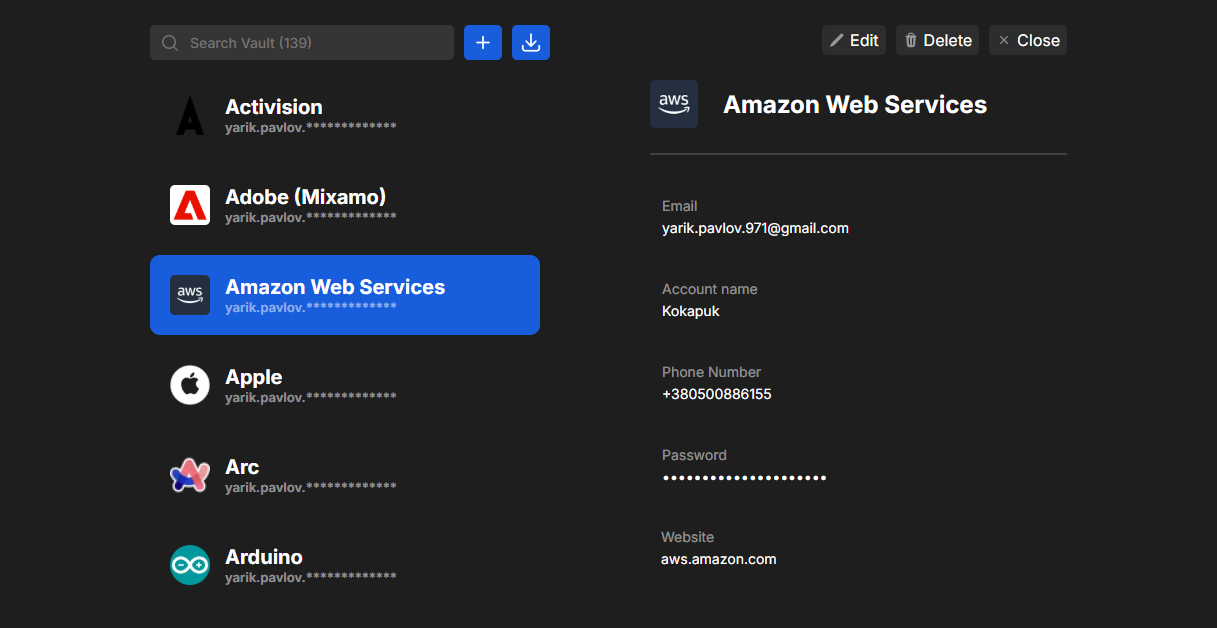 Search Vault (139)
Activision
yarik.pavlov.*************
Adobe (Mixamo)
yarik.pavlov.*************
aws
Amazon Web Services
yarik.pavlov.*************
Apple
yarik.pavlov.*************
Arc
yarik.pavlov.*************
Arduino
yarik.pavlov.*************
Edit
Delete
Close
aws
Amazon Web Services
Email
yarik.pavlov.971@gmail.com
Account name
Kokapuk
Phone Number
+380500886155
Password
•••••••••••••••••••••
Website
aws.amazon.com